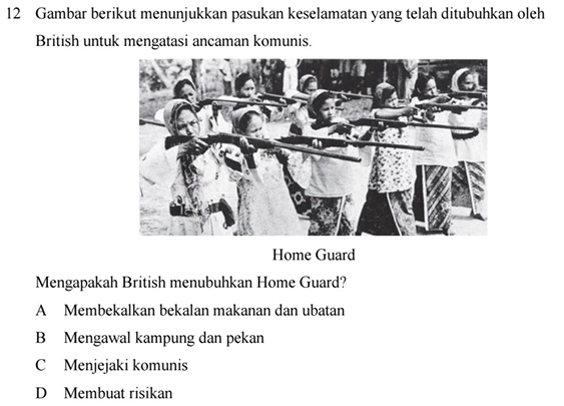 12 Gambar berikut menunjukkan pasukan keselamatan yang telah ditubuhkan oleh
British untuk mengatasi ancaman komunis.
Home Guard
Mengapakah British menubuhkan Home Guard?
A Membekalkan bekalan makanan dan ubatan
B Mengawal kampung dan pekan
C Menjejaki komunis
D Membuat risikan